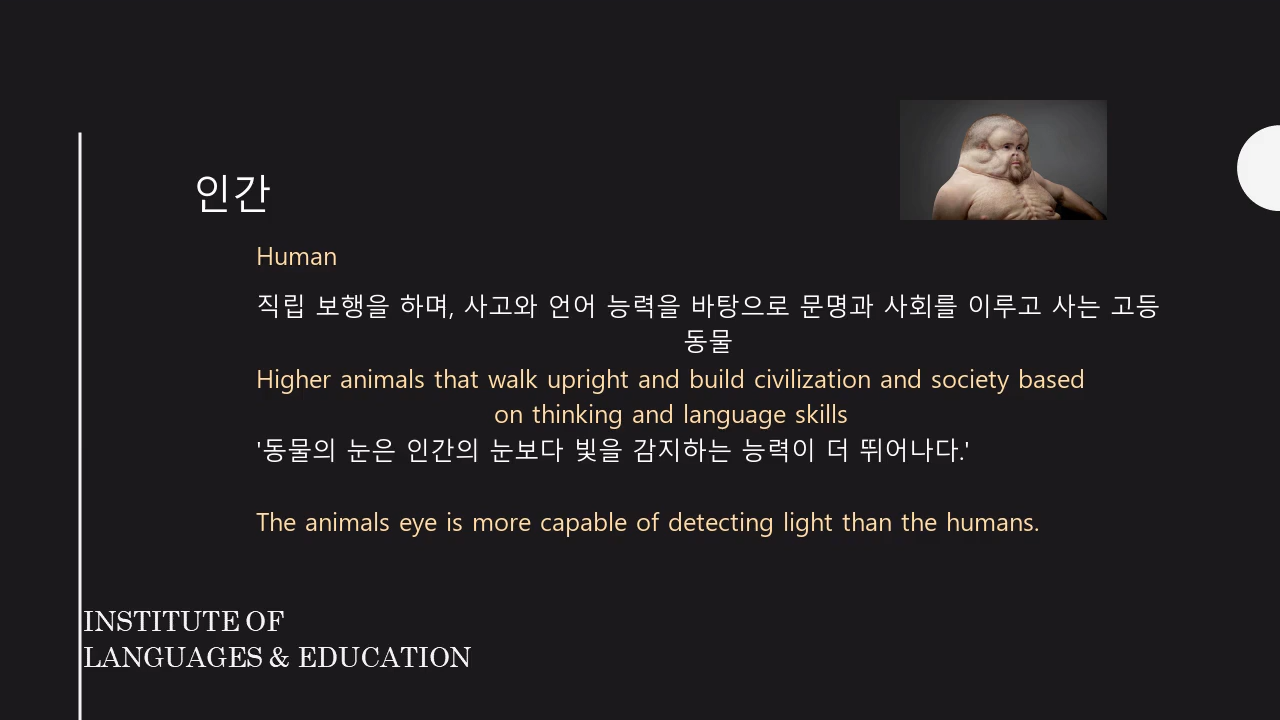 인간
Human
직립 보행을 하며, 사고와 언어 능력을 바탕으로 문명과 사회를 이루고 사는 고등
동물
Higher animals that walk upright and build civilization and society based
on thinking and language skills
'동물의 눈은 인간의 눈보다 빛을 감지하는 능력이 더 뛰어나다.'
The animals eye is more capable of detecting light than the humans.
INSTITUTE OF
LANGUAGES & EDUCATION